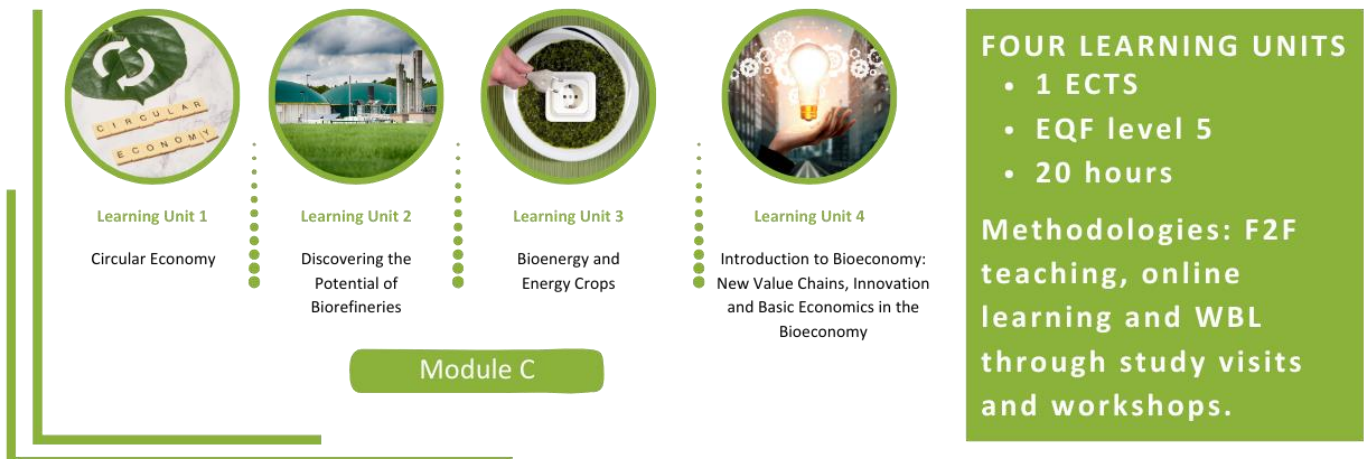 CIRCULAR
ECONOMY
Learning Unit 1
Circular Economy
Learning Unit 2
Discovering the
Potential of
Biorefineries
Learning Unit 3
Bioenergy and
Energy Crops
Learning Unit 4
Introduction to Bioeconomy:
New Value Chains, Innovation
and Basic Economics in the
Bioeconomy
Module C
FOUR LEARNING UNITS
• 1 ECTS
• EQF level 5
• 20 hours
Methodologies: F2F
teaching, online
learning and WBL
through study visits
and workshops.